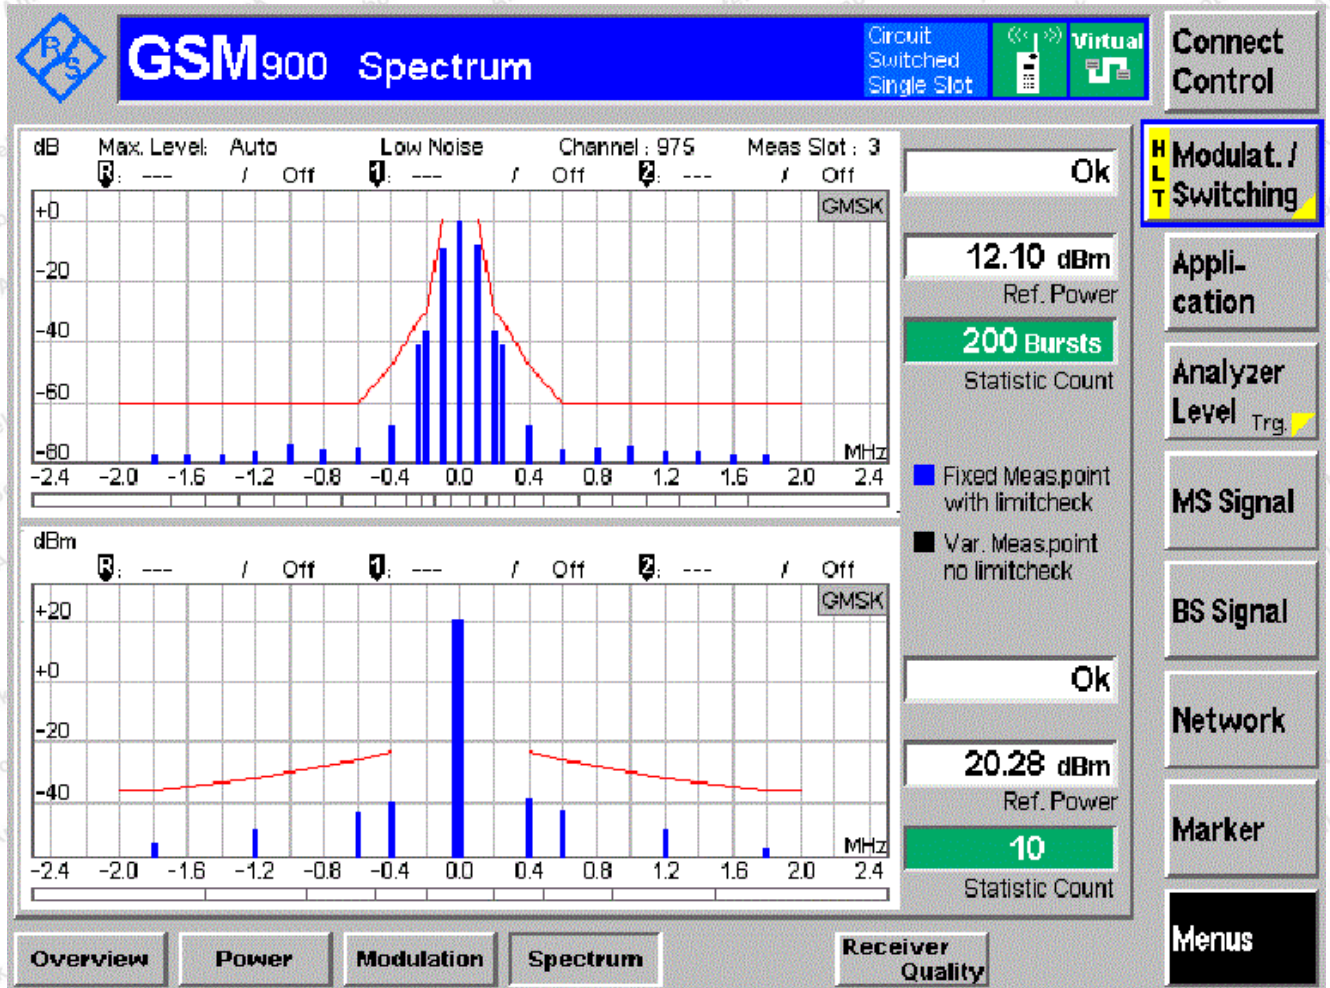 R/S
GSM900 Spectrum
Circuit
Switched
Single Slot
Virtual
Connect
Control
dB Max. Level: Auto Low Noise Channel : 975 Meas Slot : 3
R: --- / Off 1: --- / Off 2: --- / Off
GMSK
+0
-20
-40
-60
-80
MHz
-2.4 -2.0 -1.6 -1.2 -0.8 -0.4 0.0 0.4 0.8 1.2 1.6 2.0 2.4
Ok
12.10 dBm
Ref. Power
200 Bursts
Statistic Count
Fixed Meas.point
with limitcheck
Var. Meas.point
no limitcheck
dBm
R: --- / Off 1: --- / Off 2: --- / Off
GMSK
+20
+0
-20
-40
MHz
-2.4 -2.0 -1.6 -1.2 -0.8 -0.4 0.0 0.4 0.8 1.2 1.6 2.0 2.4
Ok
20.28 dBm
Ref. Power
10
Statistic Count
HLT
Modulat. /
Switching
Appli-
cation
Analyzer
Level Trg.
MS Signal
BS Signal
Network
Marker
Menus
Overview
Power
Modulation
Spectrum
Receiver
Quality